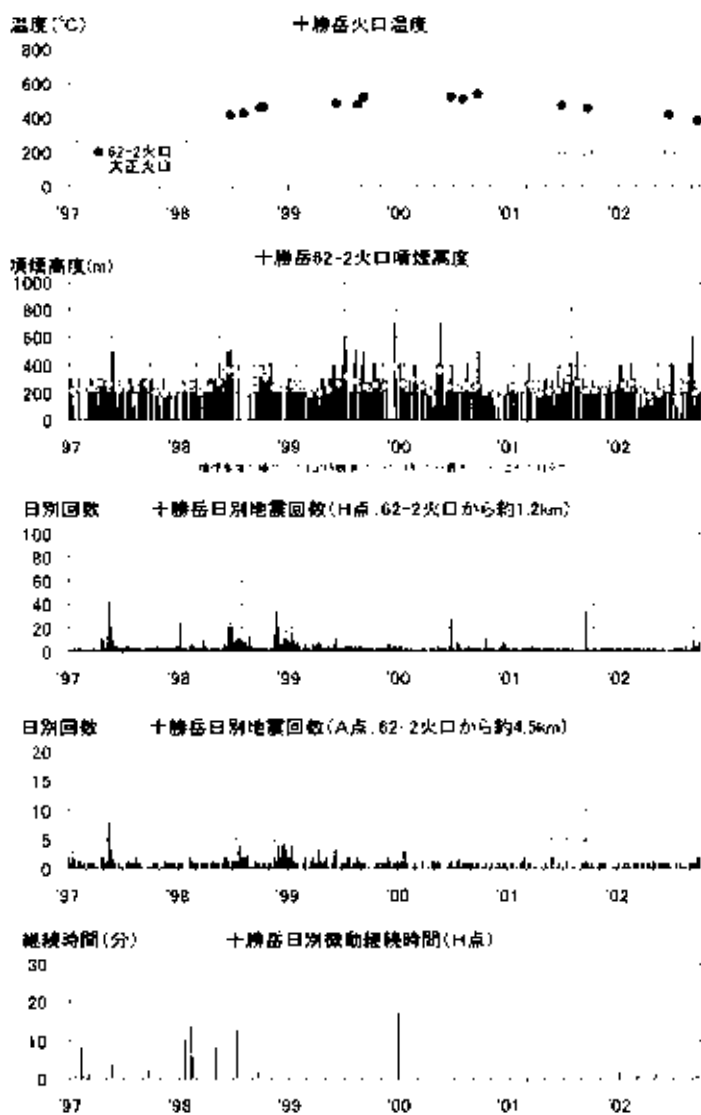 温度(°C)
十勝岳火口温度
800
600
400
200
0
● 62-2火口
大正火口
'97 '98 '99 '00 '01 '02
噴煙高度(m)
十勝岳62-2火口噴煙高度
1000
800
600
400
200
0
'97 '98 '99 '00 '01 '02
日別回数
十勝岳日別地震回数(H点,62-2火口から約1.2km)
100
80
60
40
20
0
'97 '98 '99 '00 '01 '02
日別回数
十勝岳日別地震回数(A点,62-2火口から約4.5km)
20
15
10
5
0
'97 '98 '99 '00 '01 '02
継続時間(分)
十勝岳日別微動継続時間(H点)
30
20
10
0
'97 '98 '99 '00 '01 '02